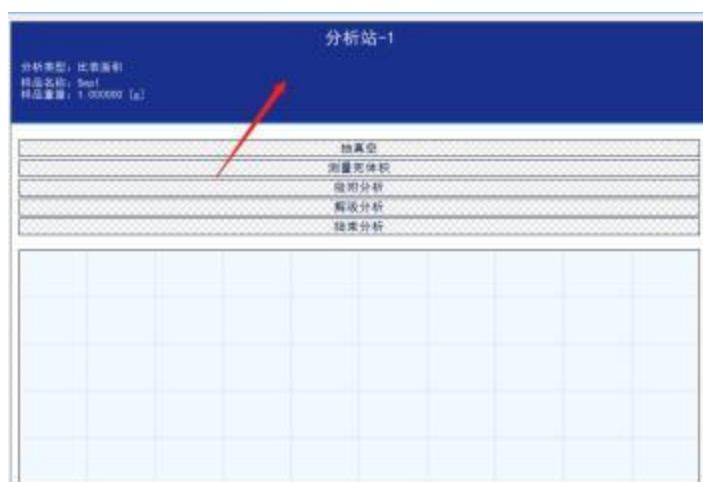 分析站-1
分析类型: 比表面积
样品名称: Sep1
样品重量: 1.000000 [g]
抽真空
测量死体积
吸附分析
解吸分析
结束分析